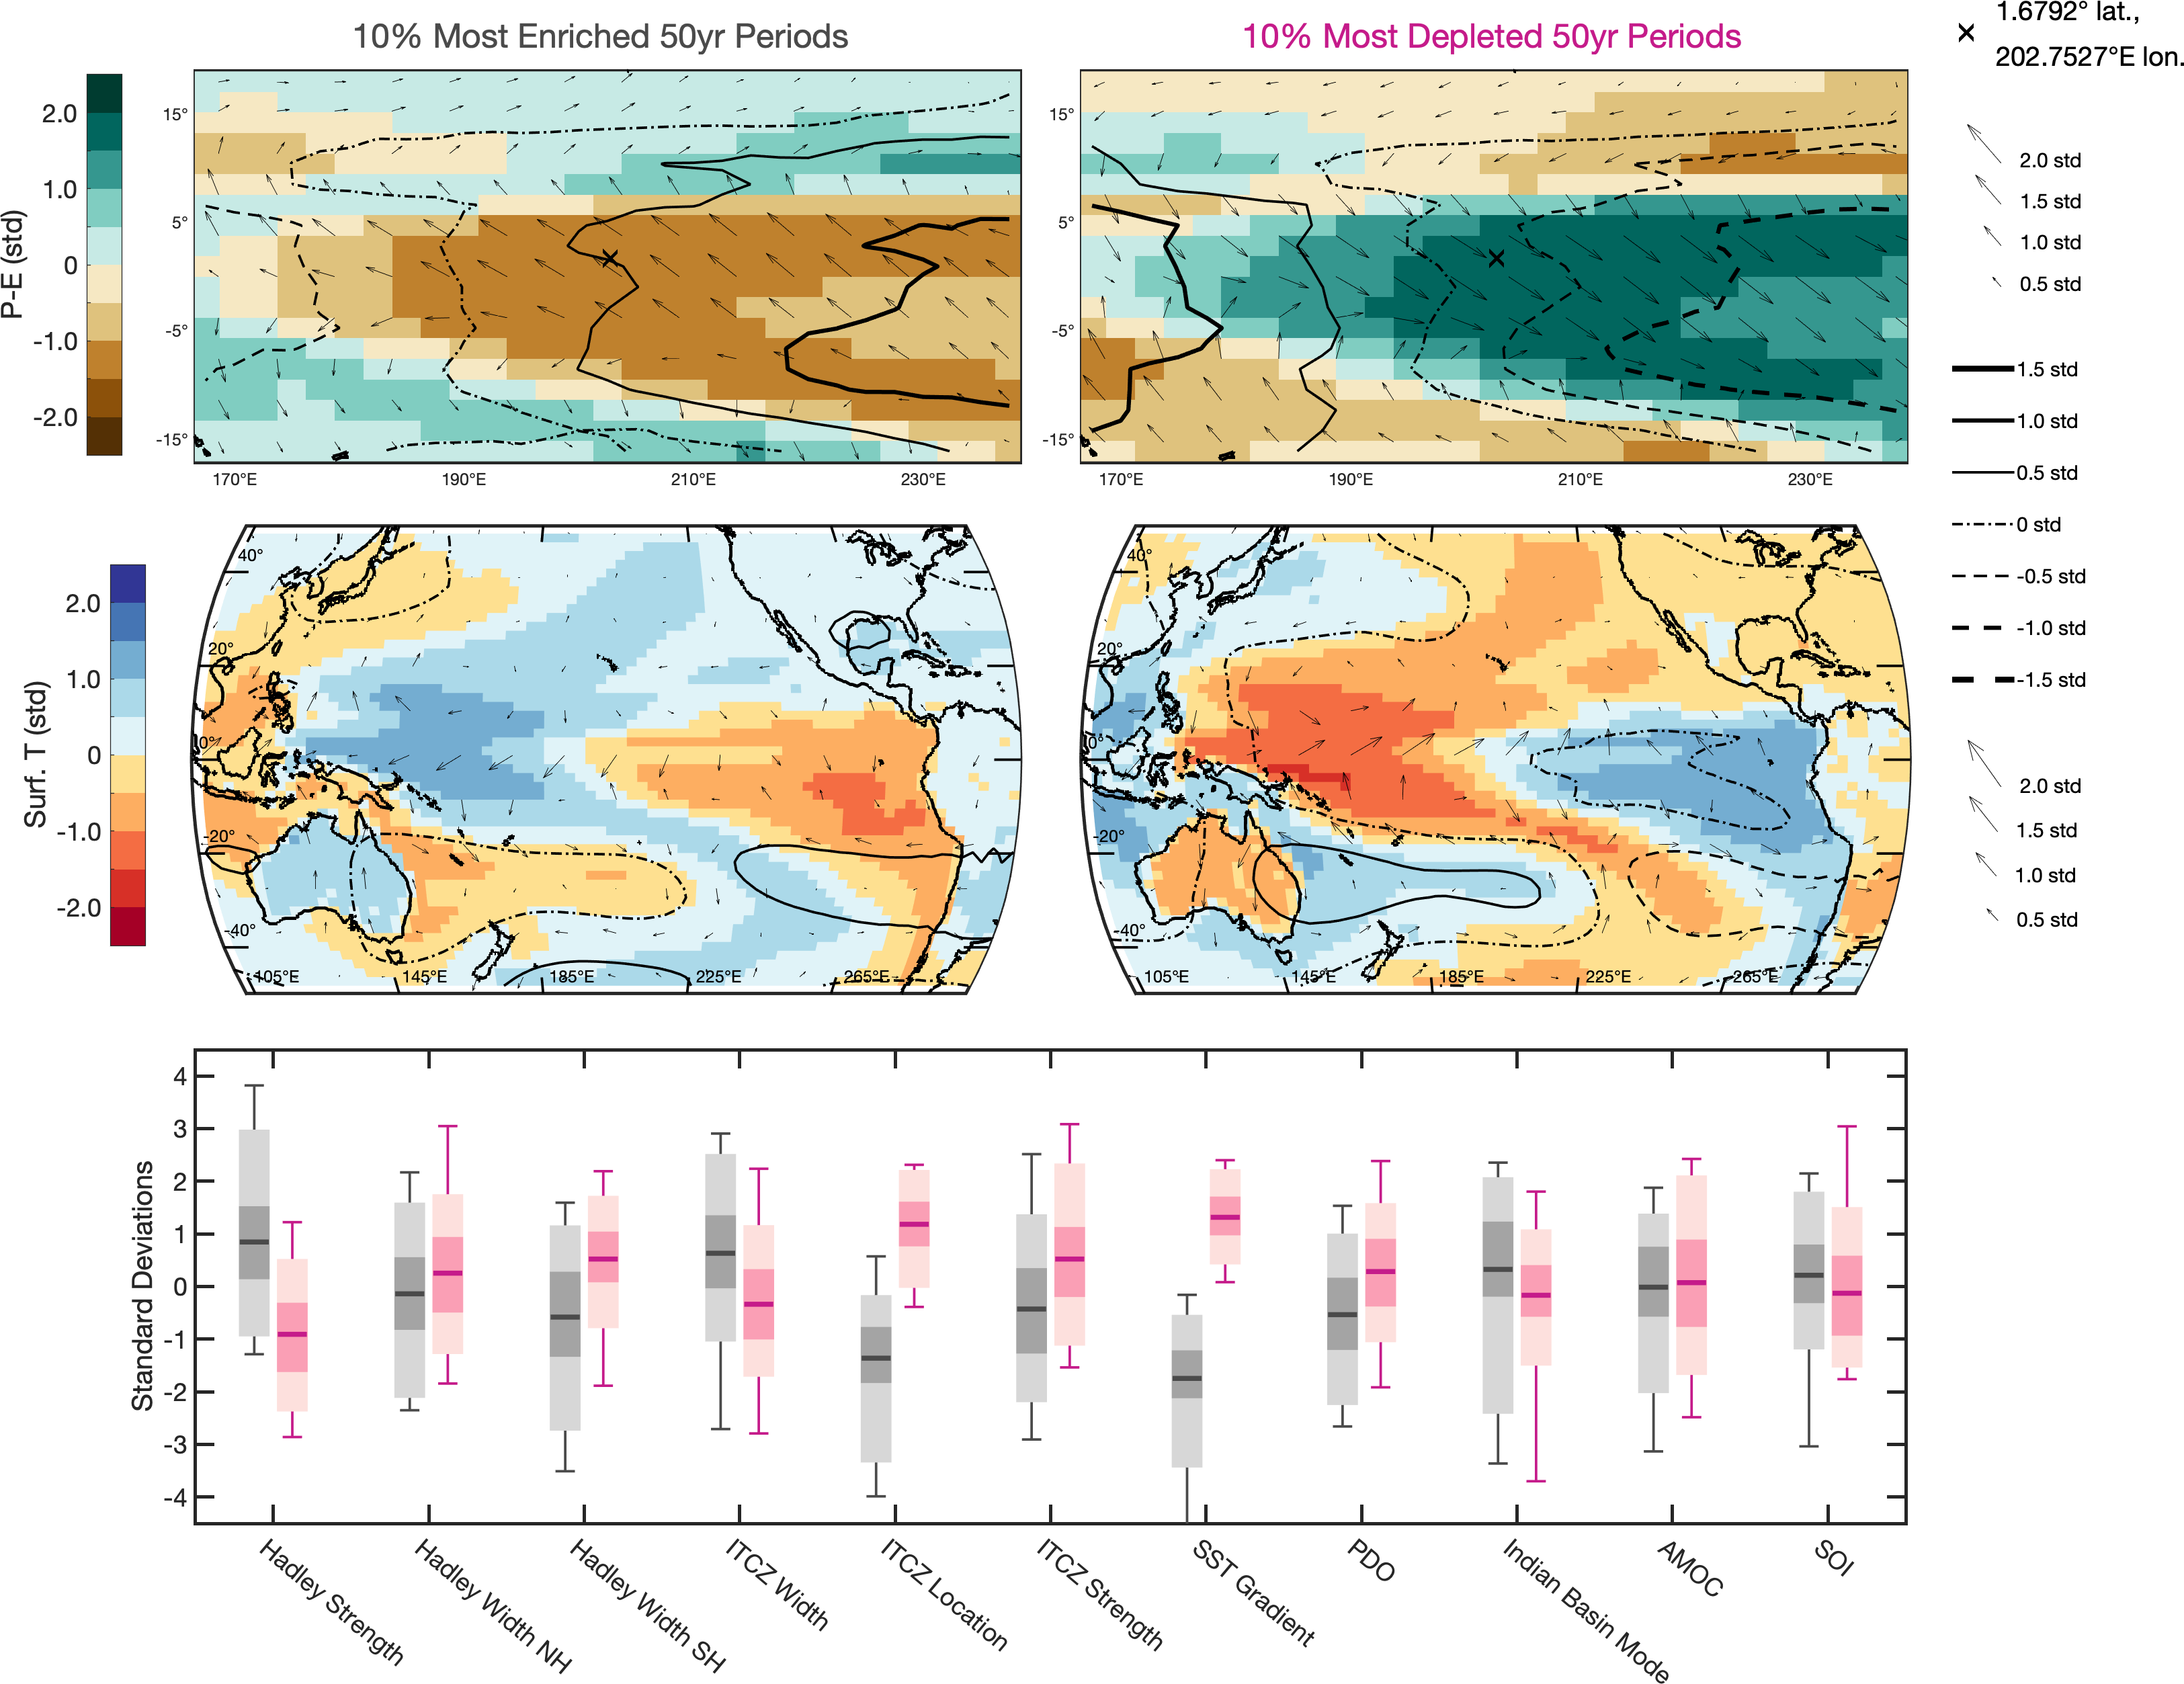 10% Most Enriched 50yr Periods
10% Most Depleted 50yr Periods
1.6792° lat.,
202.7527°E lon.
P-E (std)
2.0
1.0
0
-1.0
-2.0
15°
5°
-5°
-15°
170°E
190°E
210°E
230°E
15°
5°
-5°
-15°
170°E
190°E
210°E
230°E
2.0 std
1.5 std
1.0 std
0.5 std
1.5 std
1.0 std
0.5 std
0 std
-0.5 std
-1.0 std
-1.5 std
Surf. T (std)
2.0
1.0
0
-1.0
-2.0
40°
20°
0°
-20°
-40°
105°E
145°E
185°E
225°E
265°E
40°
20°
0°
-20°
-40°
105°E
145°E
185°E
225°E
265°E
2.0 std
1.5 std
1.0 std
0.5 std
Standard Deviations
4
3
2
1
0
-1
-2
-3
-4
Hadley Strength
Hadley Width NH
Hadley Width SH
ITCZ Width
ITCZ Location
ITCZ Strength
SST Gradient
PDO
Indian Basin Mode
AMOC
SOI